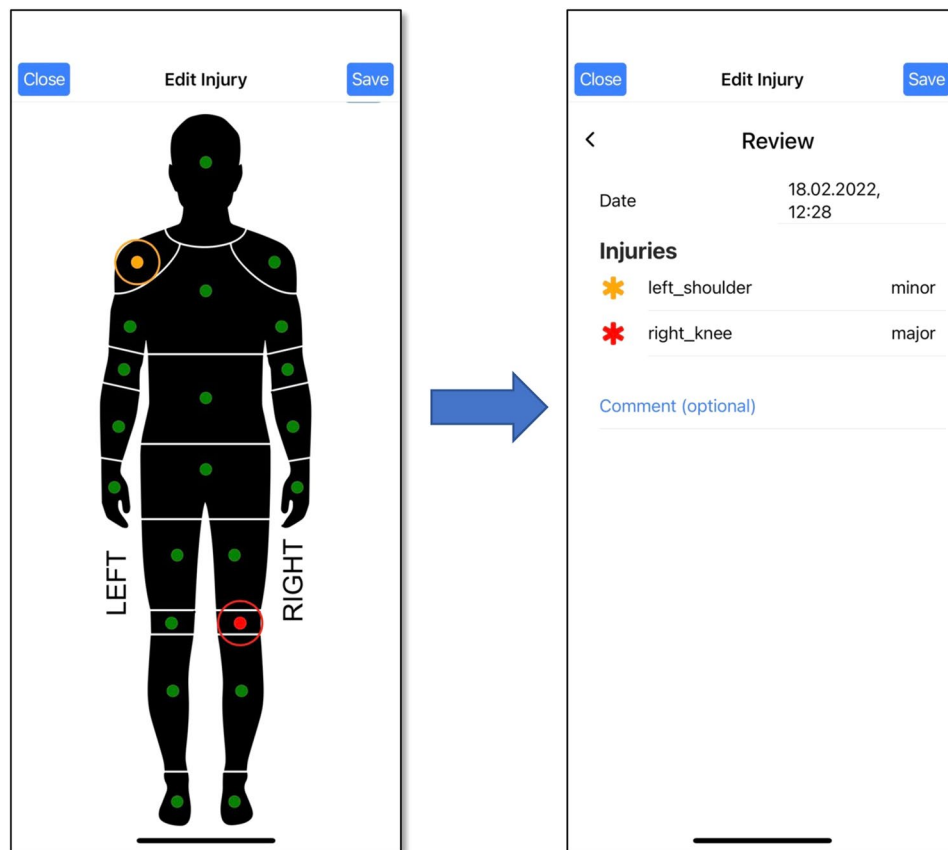 Close
Edit Injury
Save
LEFT
RIGHT
Close
Edit Injury
Save
Review
Date
18.02.2022,
12:28
Injuries
left_shoulder
minor
right_knee
major
Comment (optional)